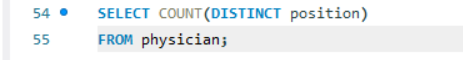 54 SELECT COUNT(DISTINCT position)
55 FROM physician;